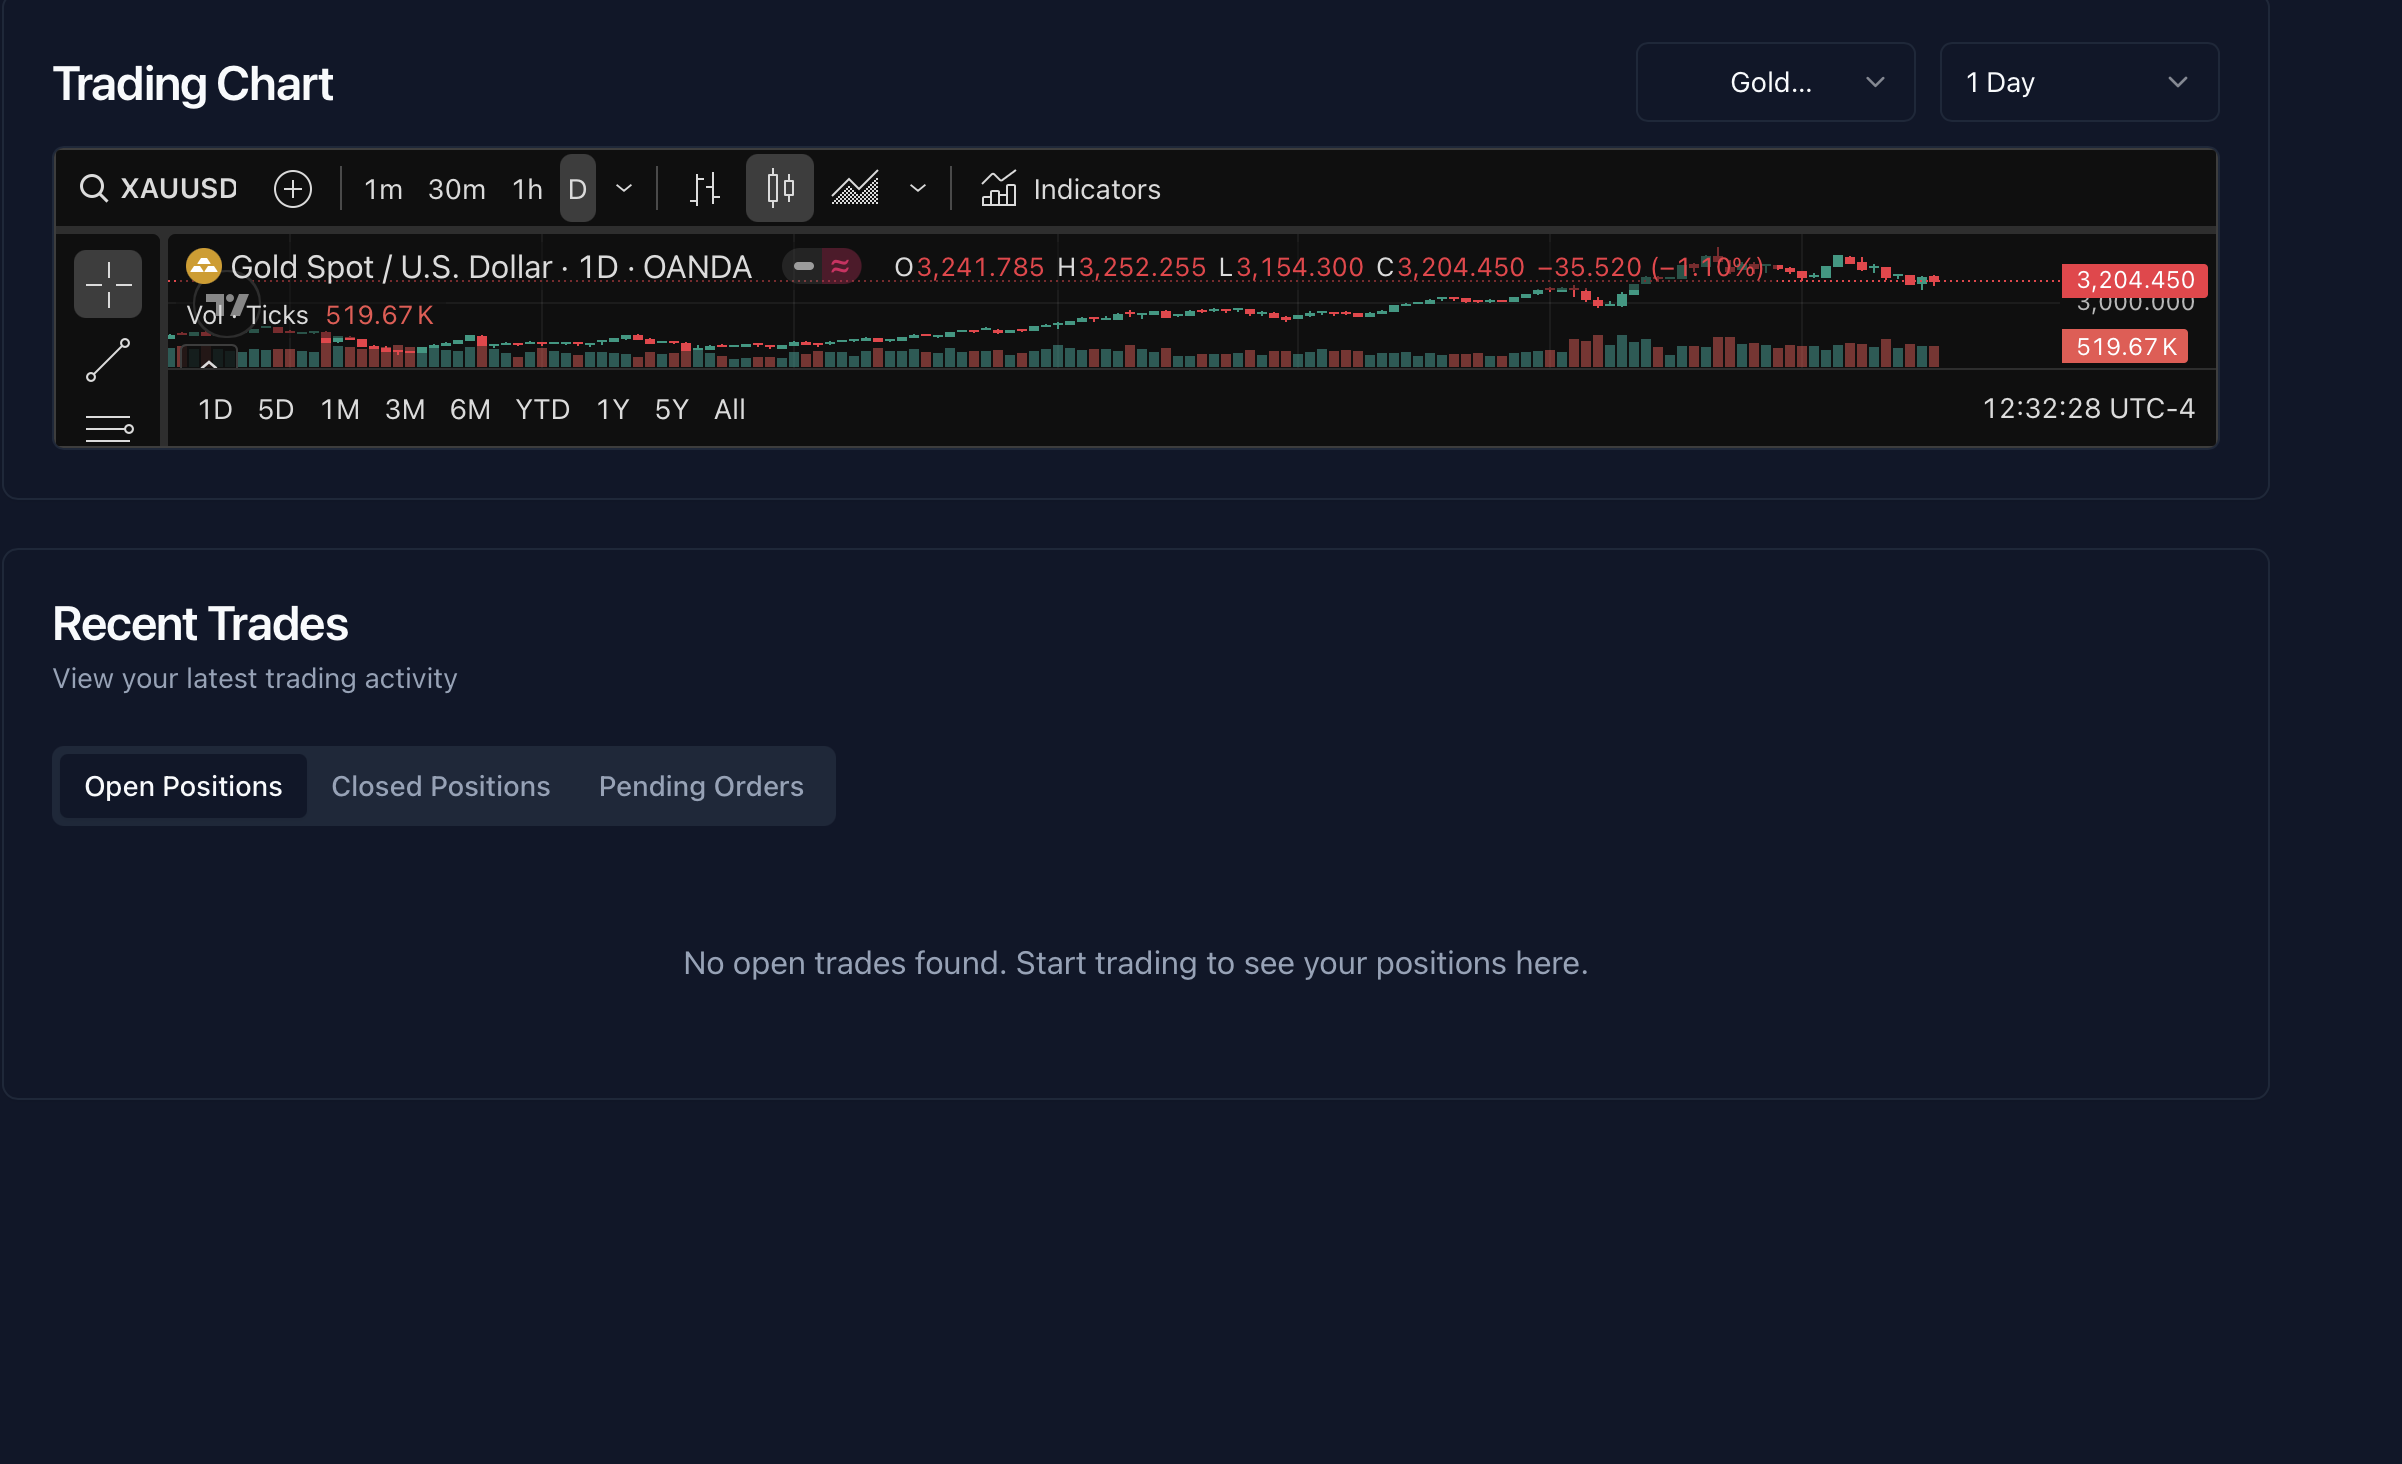 Trading Chart
Gold...
1 Day
XAUUSD
1m 30m 1h D
Indicators
Gold Spot / U.S. Dollar · 1D · OANDA
O3,241.785 H3,252.255 L3,154.300 C3,204.450 −35.520 (−1.10%)
3,204.450
3,000.000
Vol · Ticks 519.67K
519.67K
1D 5D 1M 3M 6M YTD 1Y 5Y All
12:32:28 UTC-4
Recent Trades
View your latest trading activity
Open Positions
Closed Positions
Pending Orders
No open trades found. Start trading to see your positions here.